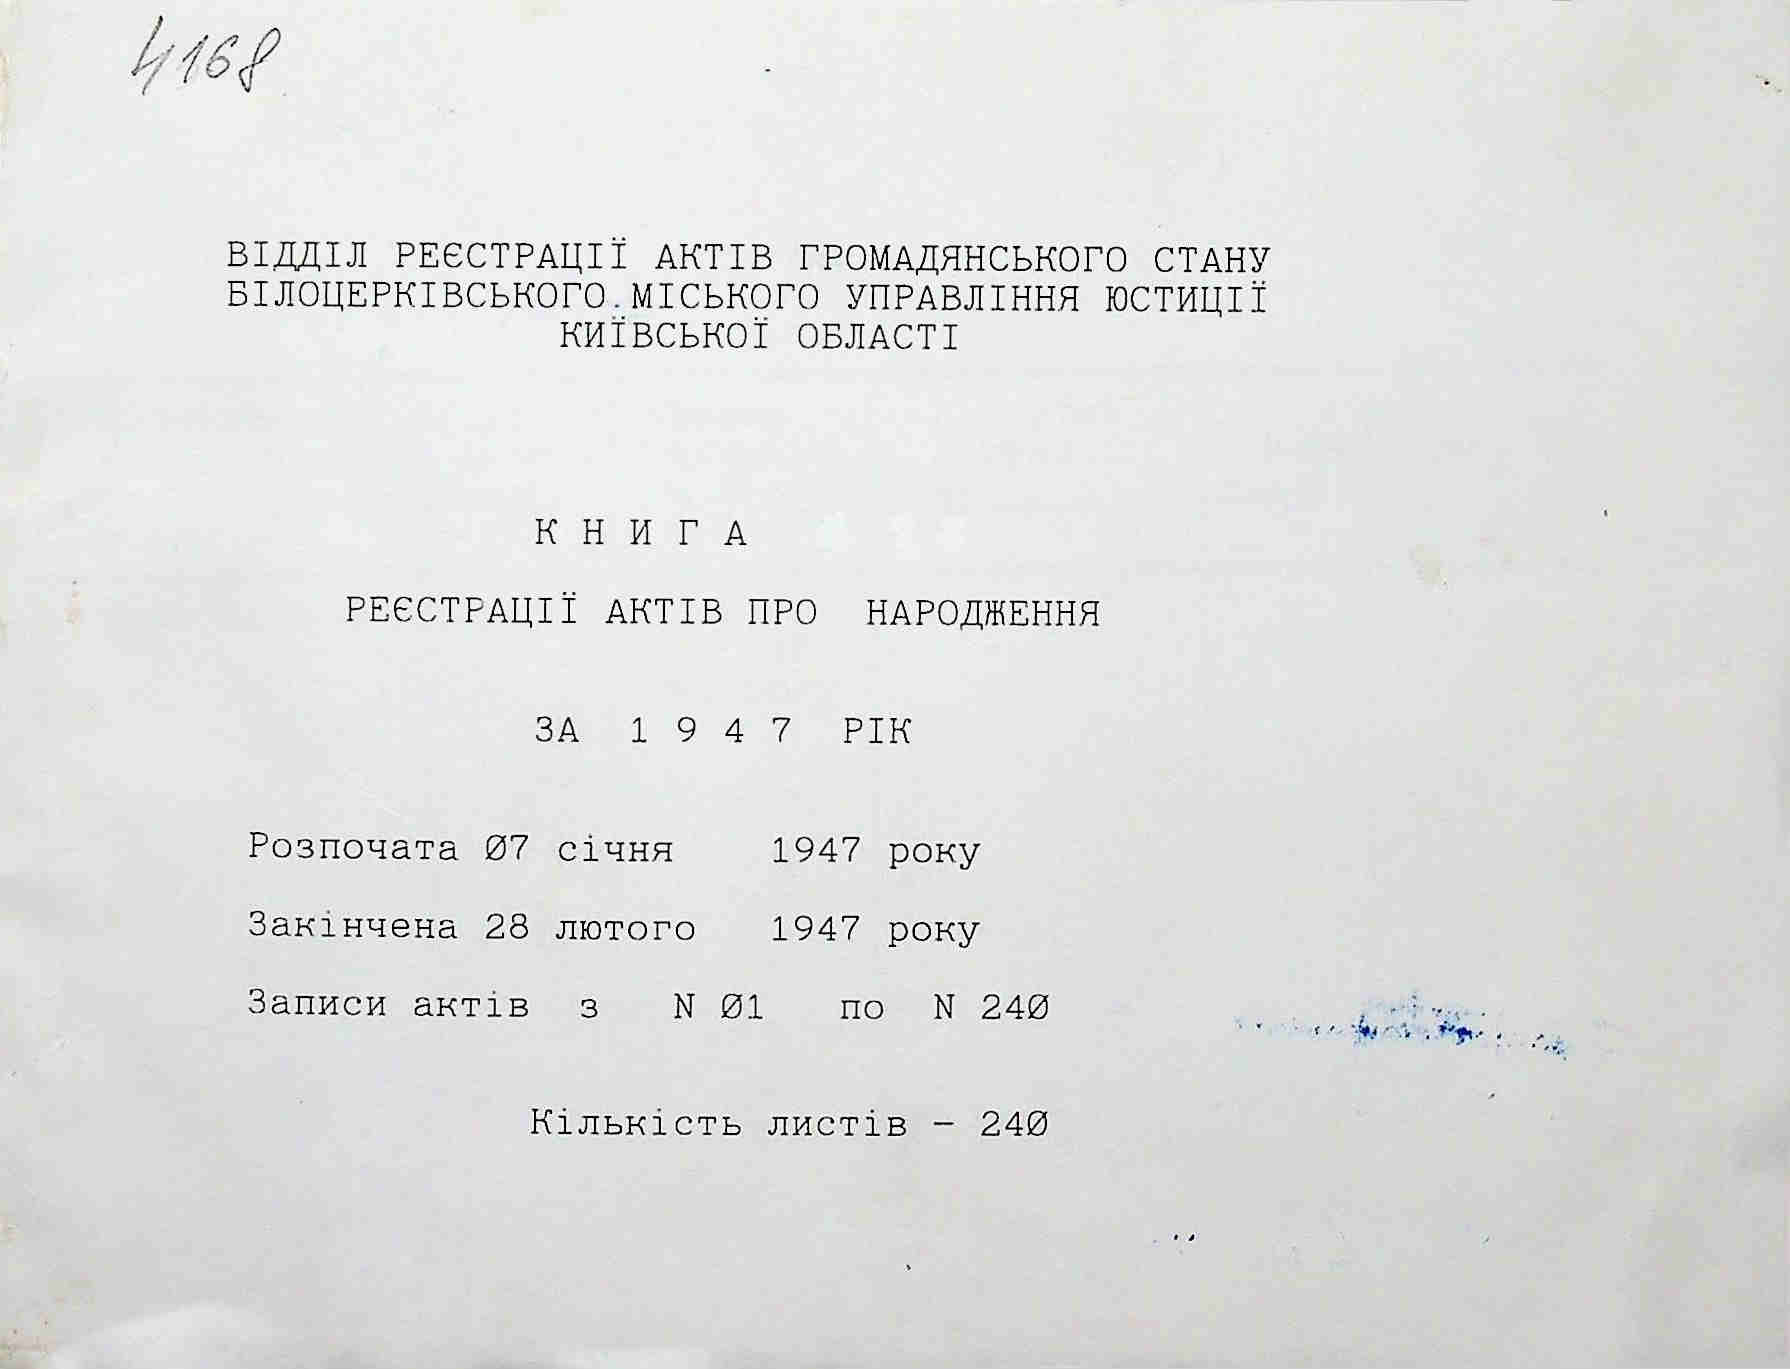 4168
ВІДДІЛ РЕЄСТРАЦІЇ АКТІВ ГРОМАДЯНСЬКОГО СТАНУ
БІЛОЦЕРКІВСЬКОГО МІСЬКОГО УПРАВЛІННЯ ЮСТИЦІЇ
КИЇВСЬКОЇ ОБЛАСТІ
К Н И Г А
РЕЄСТРАЦІЇ АКТІВ ПРО НАРОДЖЕННЯ
ЗА 1 9 4 7 РІК
Розпочата 07 січня 1947 року
Закінчена 28 лютого 1947 року
Записи актів з N 01 по N 240
Кількість листів - 240